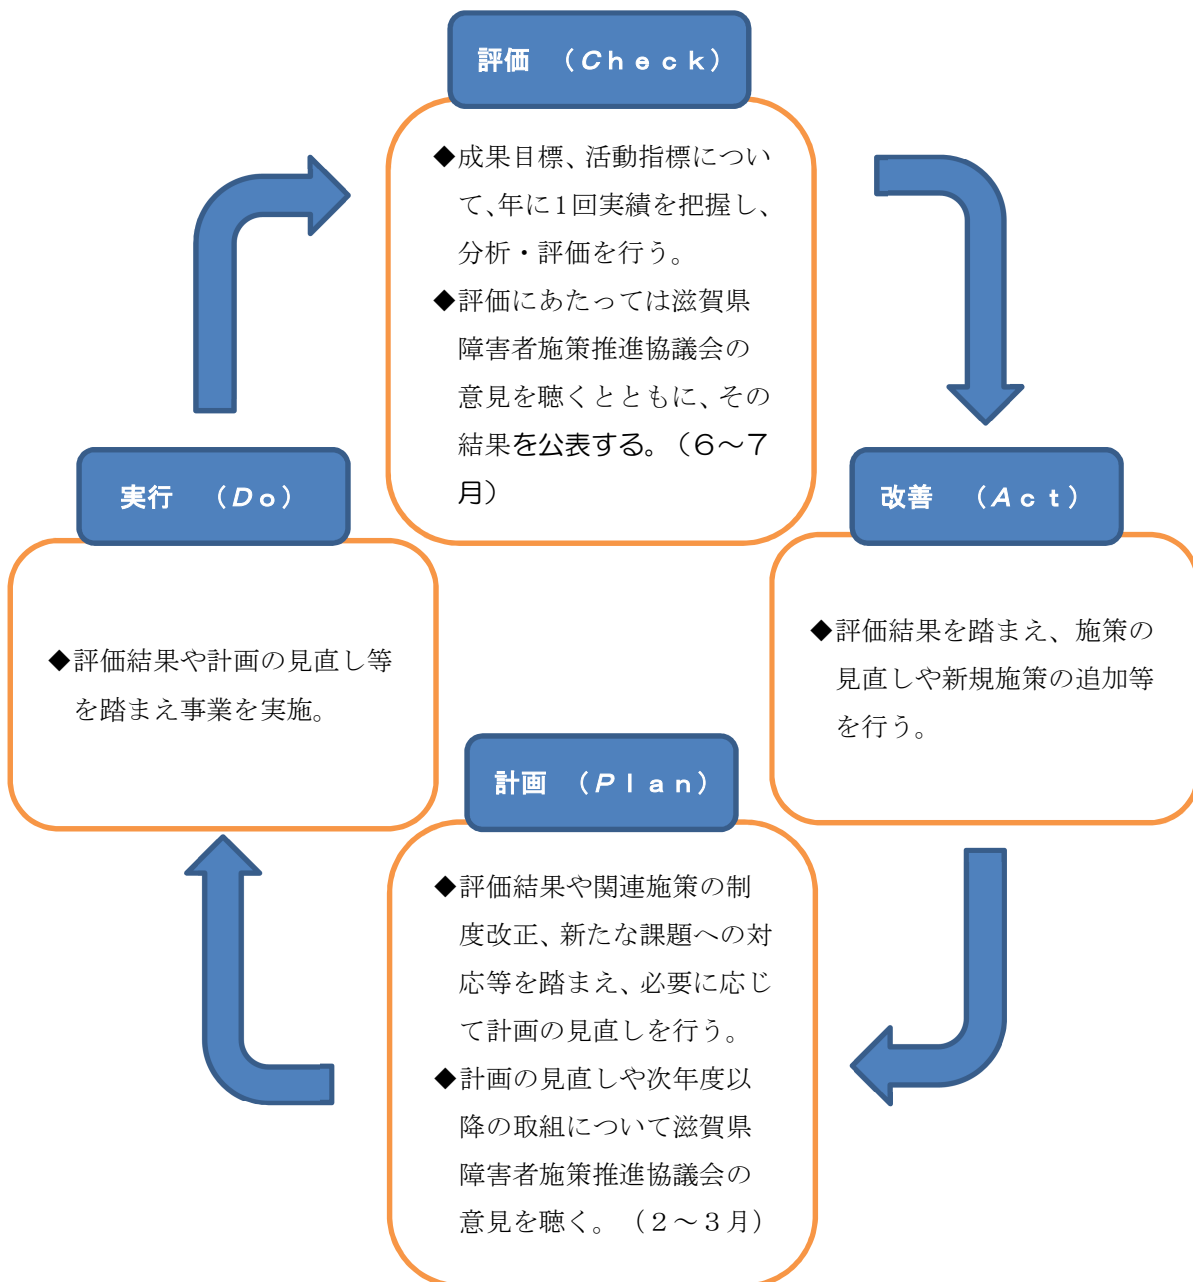 評価 （Ｃｈｅｃｋ）
◆成果目標、活動指標につい
て、年に1回実績を把握し、
分析・評価を行う。
◆評価にあたっては滋賀県
障害者施策推進協議会の
意見を聴くとともに、その
結果を公表する。（６～７
月）
実行 （Ｄｏ）
◆評価結果や計画の見直し等
を踏まえ事業を実施。
改善 （Ａｃｔ）
◆評価結果を踏まえ、施策の
見直しや新規施策の追加等
を行う。
計画 （Ｐｌａｎ）
◆評価結果や関連施策の制
度改正、新たな課題への対
応等を踏まえ、必要に応じ
て計画の見直しを行う。
◆計画の見直しや次年度以
降の取組について滋賀県
障害者施策推進協議会の
意見を聴く。（２～３月）